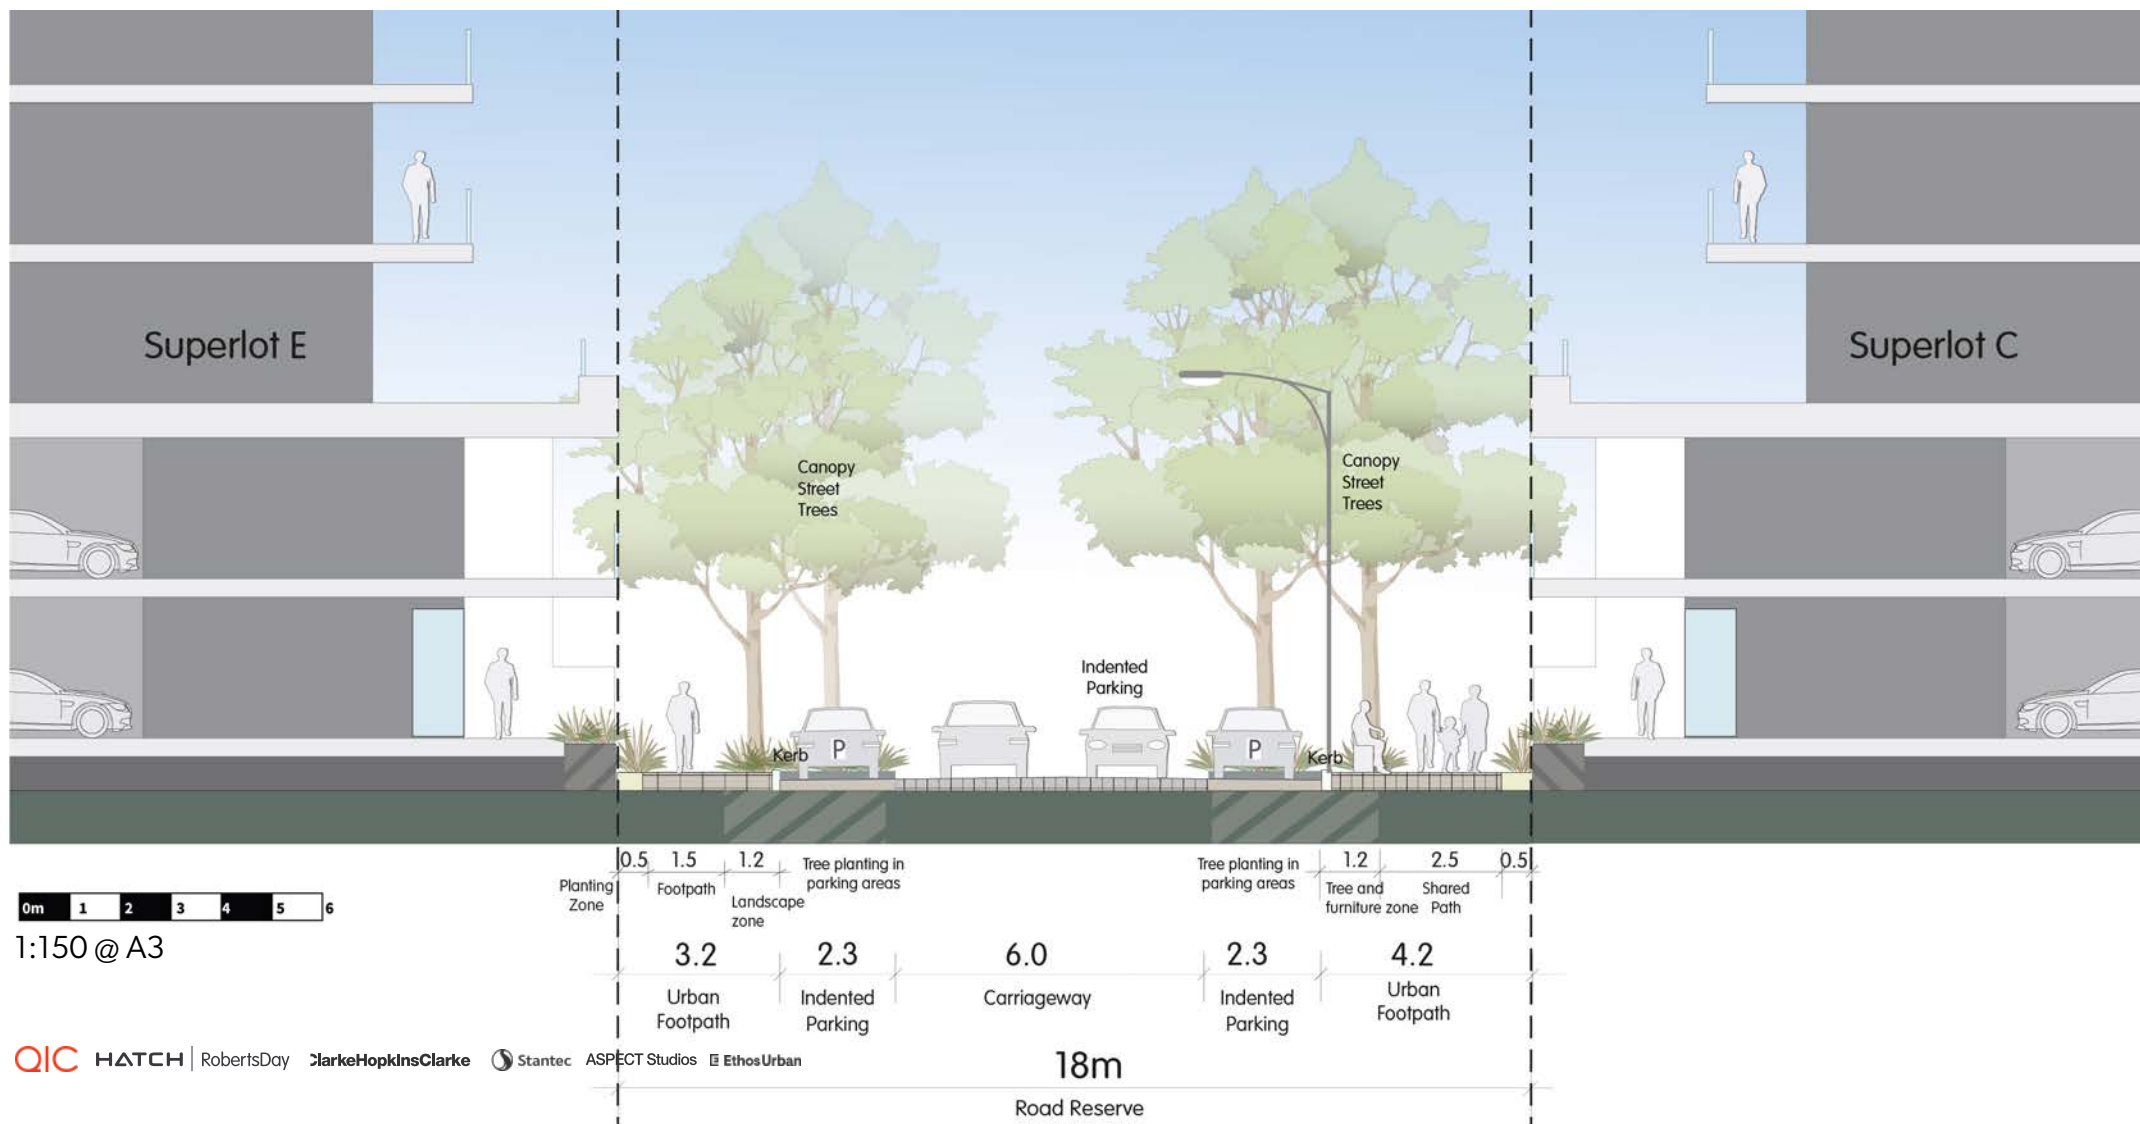 Superlot E
Superlot C
Canopy
Street
Trees
Canopy
Street
Trees
Indented
Parking
Kerb
P
P
Kerb
0.5
1.5
1.2
Tree planting in
parking areas
Planting
Zone
Footpath
Landscape
zone
Tree planting in
parking areas
1.2
2.5
0.5
Tree and
furniture zone
Shared
Path
0m 1 2 3 4 5 6
1:150 @ A3
3.2
2.3
6.0
2.3
4.2
Urban
Footpath
Indented
Parking
Carriageway
Indented
Parking
Urban
Footpath
QIC HATCH | RobertsDay ClarkeHopkinsClarke Stantec ASPECT Studios EthosUrban
18m
Road Reserve